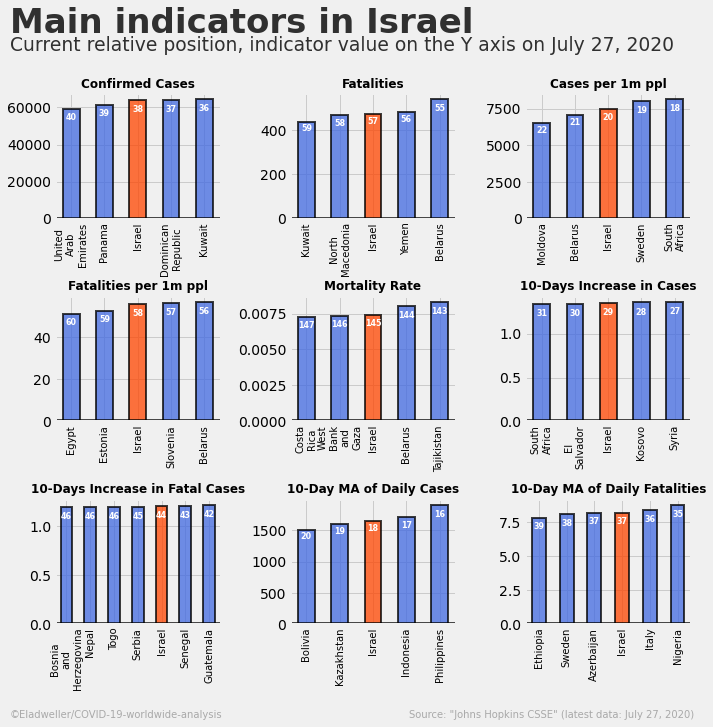 Main indicators in Israel
Current relative position, indicator value on the Y axis on July 27, 2020
Confirmed Cases
60000
40000
20000
0
40
39
38
37
36
United
Arab
Emirates
Panama
Israel
Dominican
Republic
Kuwait
Fatalities
400
200
0
59
58
57
56
55
Kuwait
North
Macedonia
Israel
Yemen
Belarus
Cases per 1m ppl
7500
5000
2500
0
22
21
20
19
18
Moldova
Belarus
Israel
Sweden
South
Africa
Fatalities per 1m ppl
40
20
0
60
59
58
57
56
Egypt
Estonia
Israel
Slovenia
Belarus
Mortality Rate
0.0075
0.0050
0.0025
0.0000
147
146
145
144
143
Costa
Rica
West
Bank
and
Gaza
Israel
Belarus
Tajikistan
10-Days Increase in Cases
1.0
0.5
0.0
31
30
29
28
27
South
Africa
El
Salvador
Israel
Kosovo
Syria
10-Days Increase in Fatal Cases
1.0
0.5
0.0
46
46
46
45
44
43
42
Bosnia
and
Herzegovina
Nepal
Togo
Serbia
Israel
Senegal
Guatemala
10-Day MA of Daily Cases
1500
1000
500
0
20
19
18
17
16
Bolivia
Kazakhstan
Israel
Indonesia
Philippines
10-Day MA of Daily Fatalities
7.5
5.0
2.5
0.0
39
38
37
37
36
35
Ethiopia
Sweden
Azerbaijan
Israel
Italy
Nigeria
©Eladweller/COVID-19-worldwide-analysis
Source: "Johns Hopkins CSSE" (latest data: July 27, 2020)